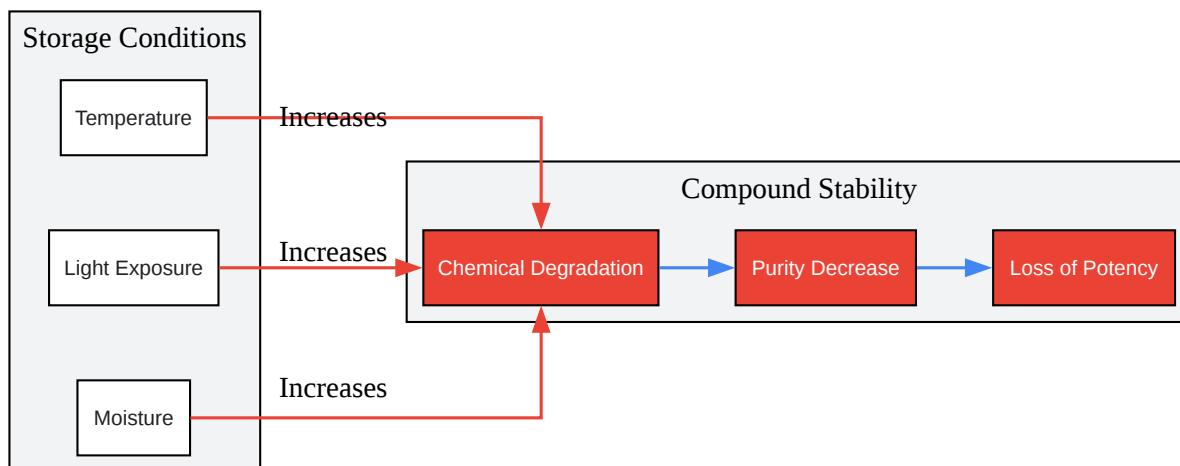 Storage Conditions
Temperature
Increases
Compound Stability
Light Exposure
Increases
Chemical Degradation
Purity Decrease
Loss of Potency
Increases
Moisture